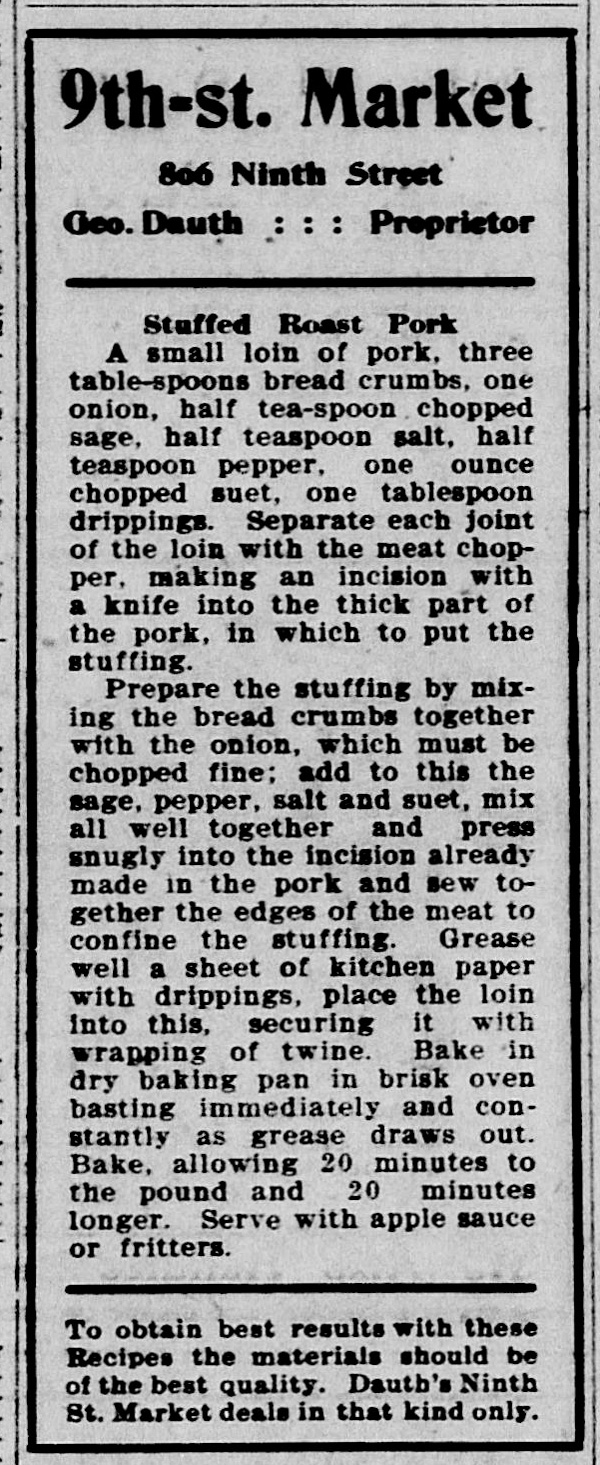 9th-st. Market
806 Ninth Street
Geo. Dauth : : : Proprietor
Stuffed Roast Pork
A small loin of pork, three
table-spoons bread crumbs, one
onion, half tea-spoon chopped
sage, half teaspoon salt, half
teaspoon pepper, one ounce
chopped suet, one tablespoon
drippings. Separate each joint
of the loin with the meat chop-
per, making an incision with
a knife into the thick part of
the pork, in which to put the
stuffing.
Prepare the stuffing by mix-
ing the bread crumbs together
with the onion, which must be
chopped fine; add to this the
sage, pepper, salt and suet, mix
all well together and press
snugly into the incision already
made in the pork and sew to-
gether the edges of the meat to
confine the stuffing. Grease
well a sheet of kitchen paper
with drippings, place the loin
into this, securing it with
wrapping of twine. Bake in
dry baking pan in brisk oven
basting immediately and con-
stantly as grease draws out.
Bake, allowing 20 minutes to
the pound and 20 minutes
longer. Serve with apple sauce
or fritters.
To obtain best results with these
Recipes the materials should be
of the best quality. Dauth's Ninth
St. Market deals in that kind only.